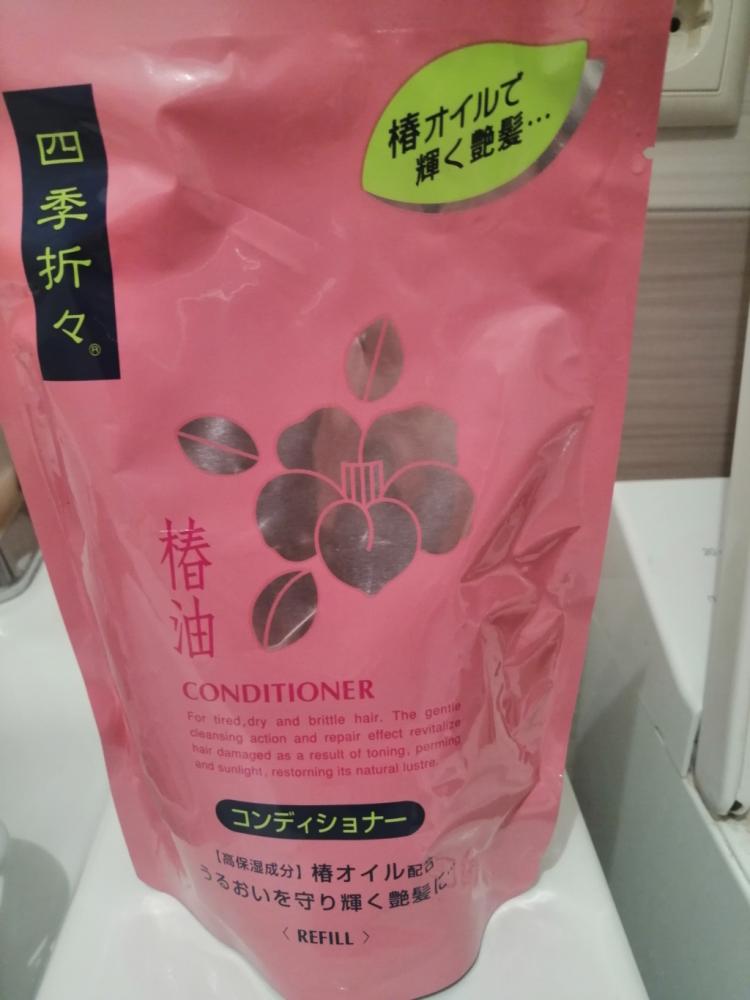 四季折々®
椿オイルで
輝く艶髪…
椿油
CONDITIONER
For tired,dry and brittle hair. The gentle
cleansing action and repair effect revitalize
hair damaged as a result of toning, perming
and sunlight, restorning its natural lustre.
コンディショナー
【高保湿成分】椿オイル配合
うるおいを守り輝く艶髪に…
〈 REFILL 〉